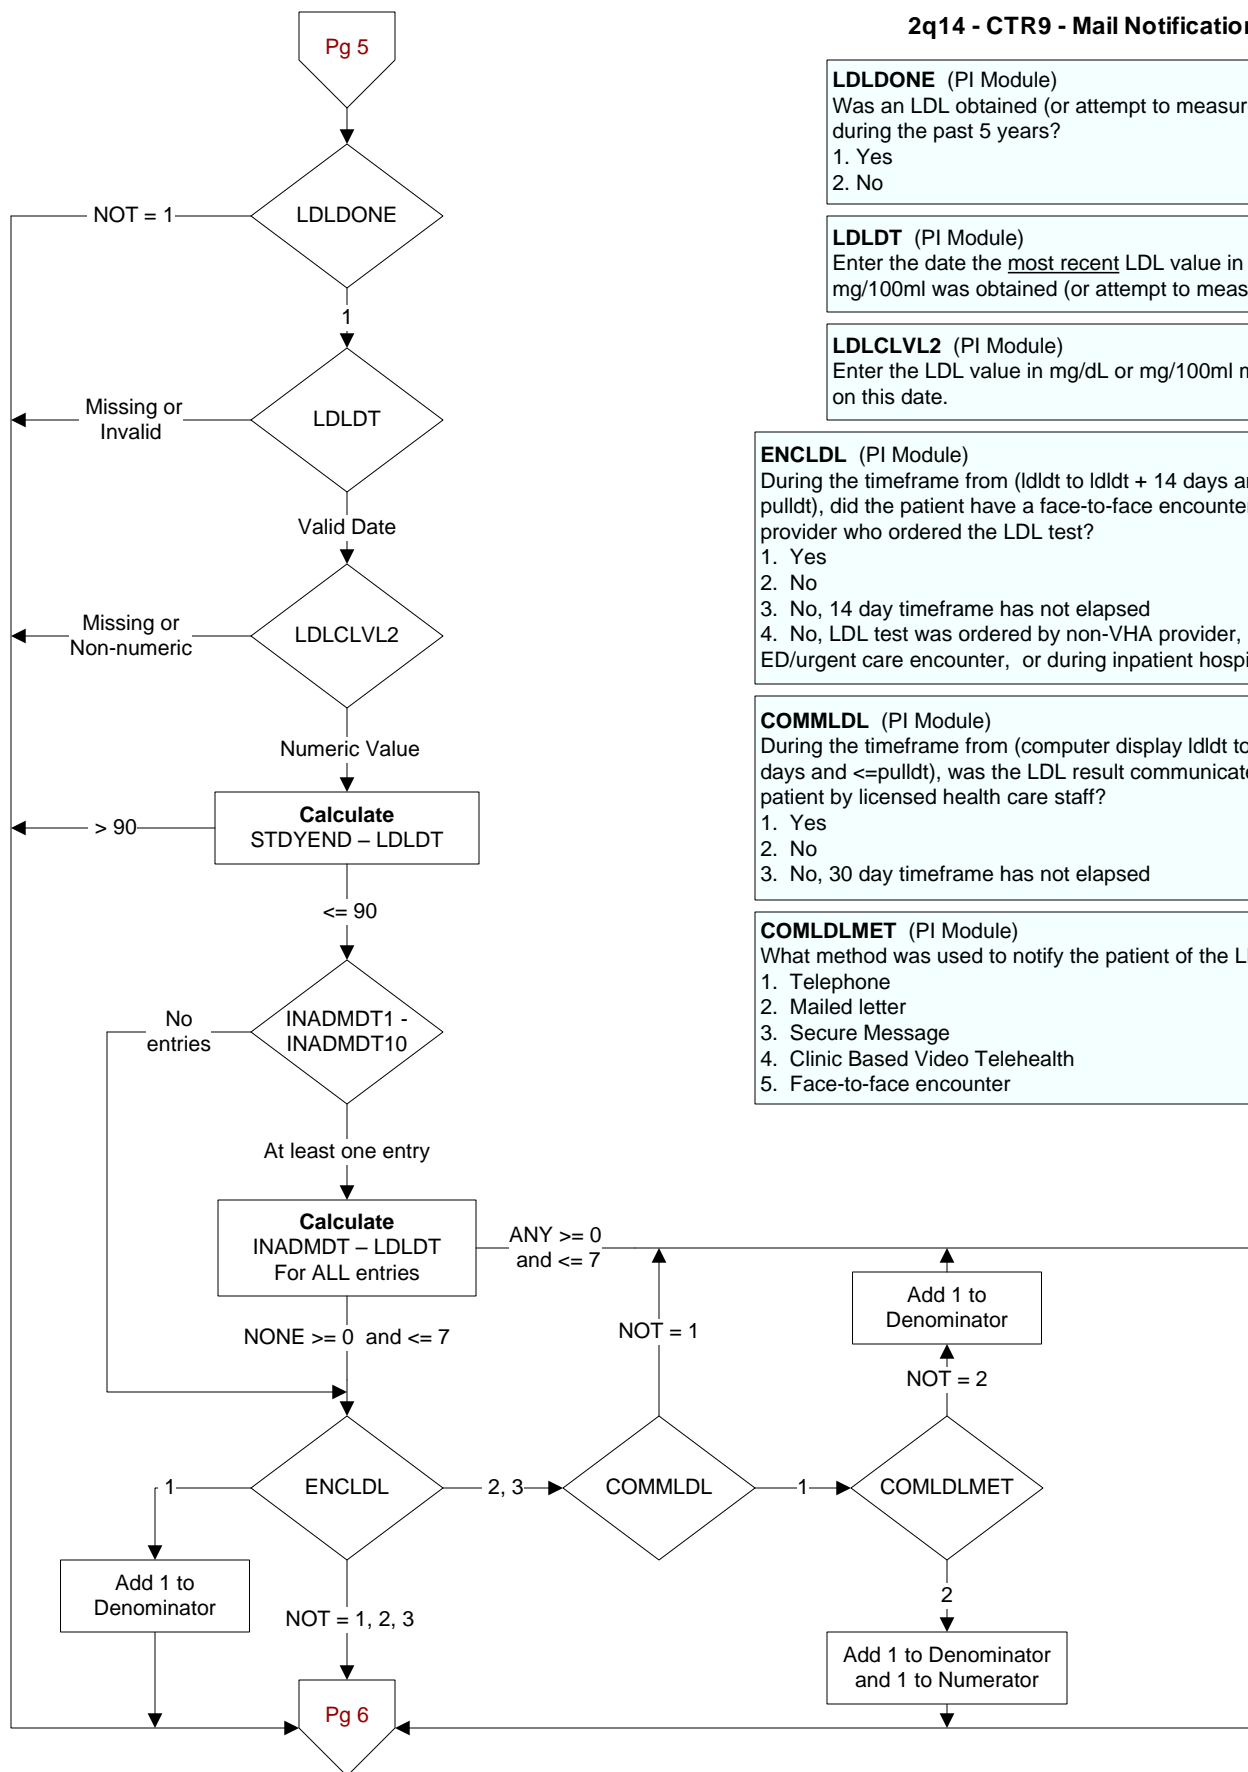 2q14 - CTR9 - Mail Notification
Pg 5
LDLDONE (PI Module)
Was an LDL obtained (or attempt to measur
during the past 5 years?
1. Yes
2. No
LDLDT (PI Module)
Enter the date the most recent LDL value in
mg/100ml was obtained (or attempt to meas
LDLCLVL2 (PI Module)
Enter the LDL value in mg/dL or mg/100ml
on this date.
ENCLDL (PI Module)
During the timeframe from (ldldt to ldldt + 14 days
pulldt), did the patient have a face-to-face encounter
provider who ordered the LDL test?
1. Yes
2. No
3. No, 14 day timeframe has not elapsed
4. No, LDL test was ordered by non-VHA provider,
ED/urgent care encounter, or during inpatient hospi
COMMLDL (PI Module)
During the timeframe from (computer display ldldt to
days and <=pulldt), was the LDL result communicate
patient by licensed health care staff?
1. Yes
2. No
3. No, 30 day timeframe has not elapsed
COMLDLMET (PI Module)
What method was used to notify the patient of the
1. Telephone
2. Mailed letter
3. Secure Message
4. Clinic Based Video Telehealth
5. Face-to-face encounter
NOT = 1
LDLDONE
1
Missing or
Invalid
LDLDT
Valid Date
Missing or
Non-numeric
LDLCLVL2
Numeric Value
> 90
Calculate
STDYEND – LDLDT
<= 90
No
entries
INADMDT1 -
INADMDT10
At least one entry
Calculate
INADMDT – LDLDT
For ALL entries
ANY >= 0
and <= 7
NONE >= 0 and <= 7
NOT = 1
Add 1 to
Denominator
NOT = 2
1
ENCLDL
2, 3
COMMLDL
1
COMLDLMET
Add 1 to
Denominator
NOT = 1, 2, 3
2
Add 1 to Denominator
and 1 to Numerator
Pg 6